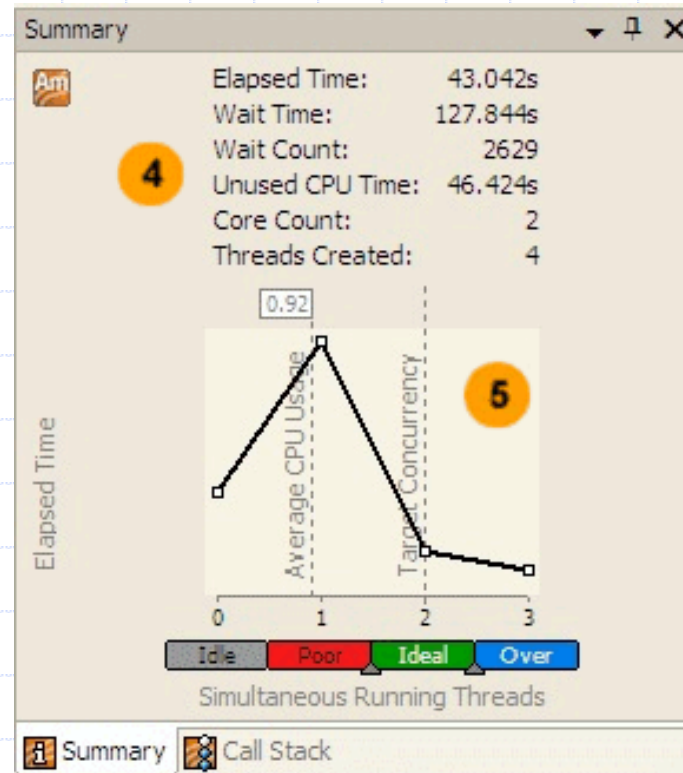 Summary
Am
Elapsed Time: 43.042s
Wait Time: 127.844s
Wait Count: 2629
4
Unused CPU Time: 46.424s
Core Count: 2
Threads Created: 4
0.92
5
Average CPU Usage
Target Concurrency
Elapsed Time
0 1 2 3
Idle Poor Ideal Over
Simultaneous Running Threads
Summary Call Stack